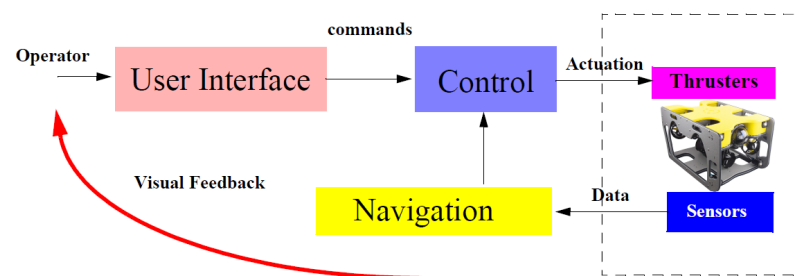 commands
Operator
User Interface
Control
Actuation
Thrusters
Visual Feedback
Navigation
Data
Sensors